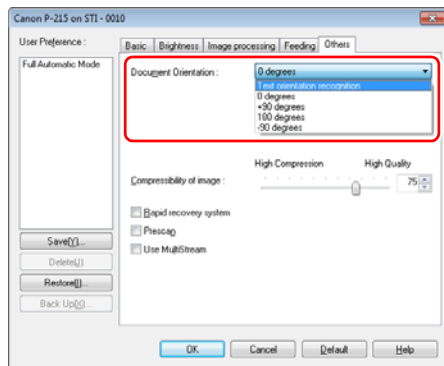 Canon P-215 on STI - 0010
User Preference :
Full Automatic Mode
Save(Y)...
Delete(J)
Restore(I)...
Back Up(X)...
Basic Brightness Image processing Feeding Others
Document Orientation : 0 degrees
Text orientation recognition
0 degrees
+90 degrees
180 degrees
-90 degrees
High Compression High Quality
Compressibility of image : 75
Rapid recovery system
Prescan
Use MultiStream
OK Cancel Default Help